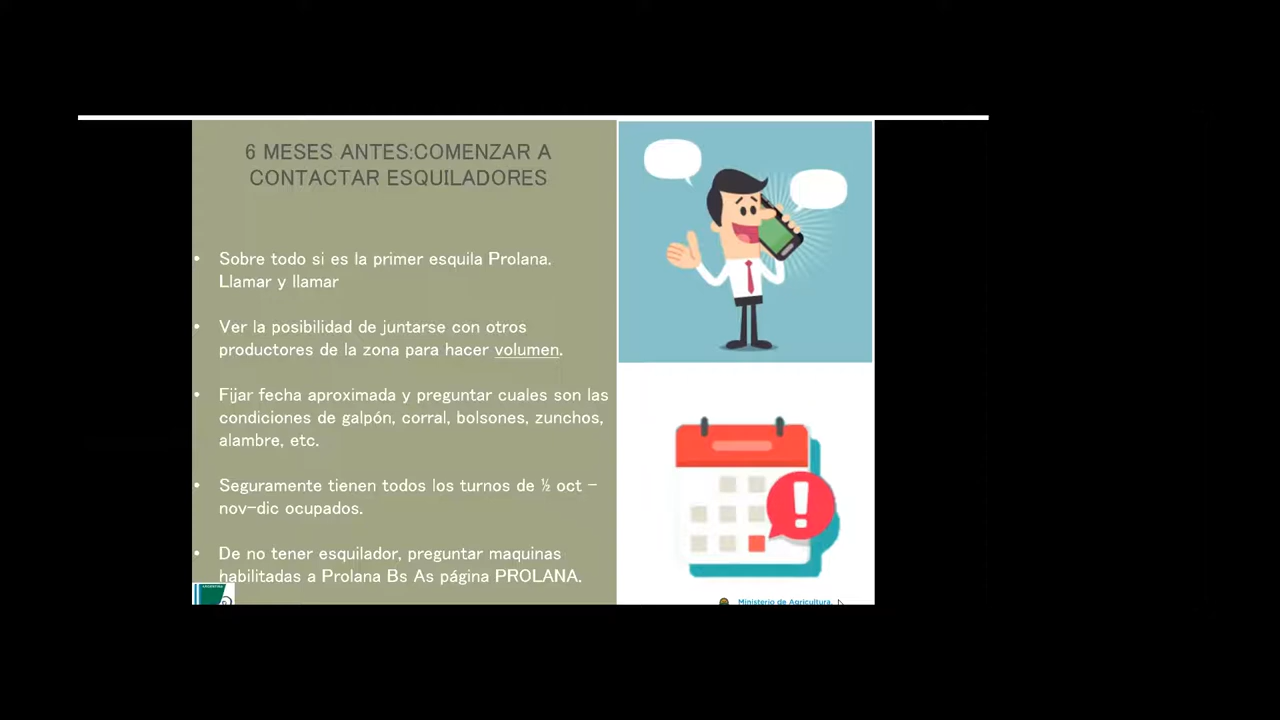 6 MESES ANTES:COMENZAR A
CONTACTAR ESQUILADORES
• Sobre todo si es la primer esquila Prolana.
Llamar y llamar
• Ver la posibilidad de juntarse con otros
productores de la zona para hacer volumen.
• Fijar fecha aproximada y preguntar cuales son las
condiciones de galpón, corral, bolsones, zunchos,
alambre, etc.
• Seguramente tienen todos los turnos de ½ oct –
nov-dic ocupados.
• De no tener esquilador, preguntar maquinas
habilitadas a Prolana Bs As página PROLANA.
Ministerio de Agricultura,